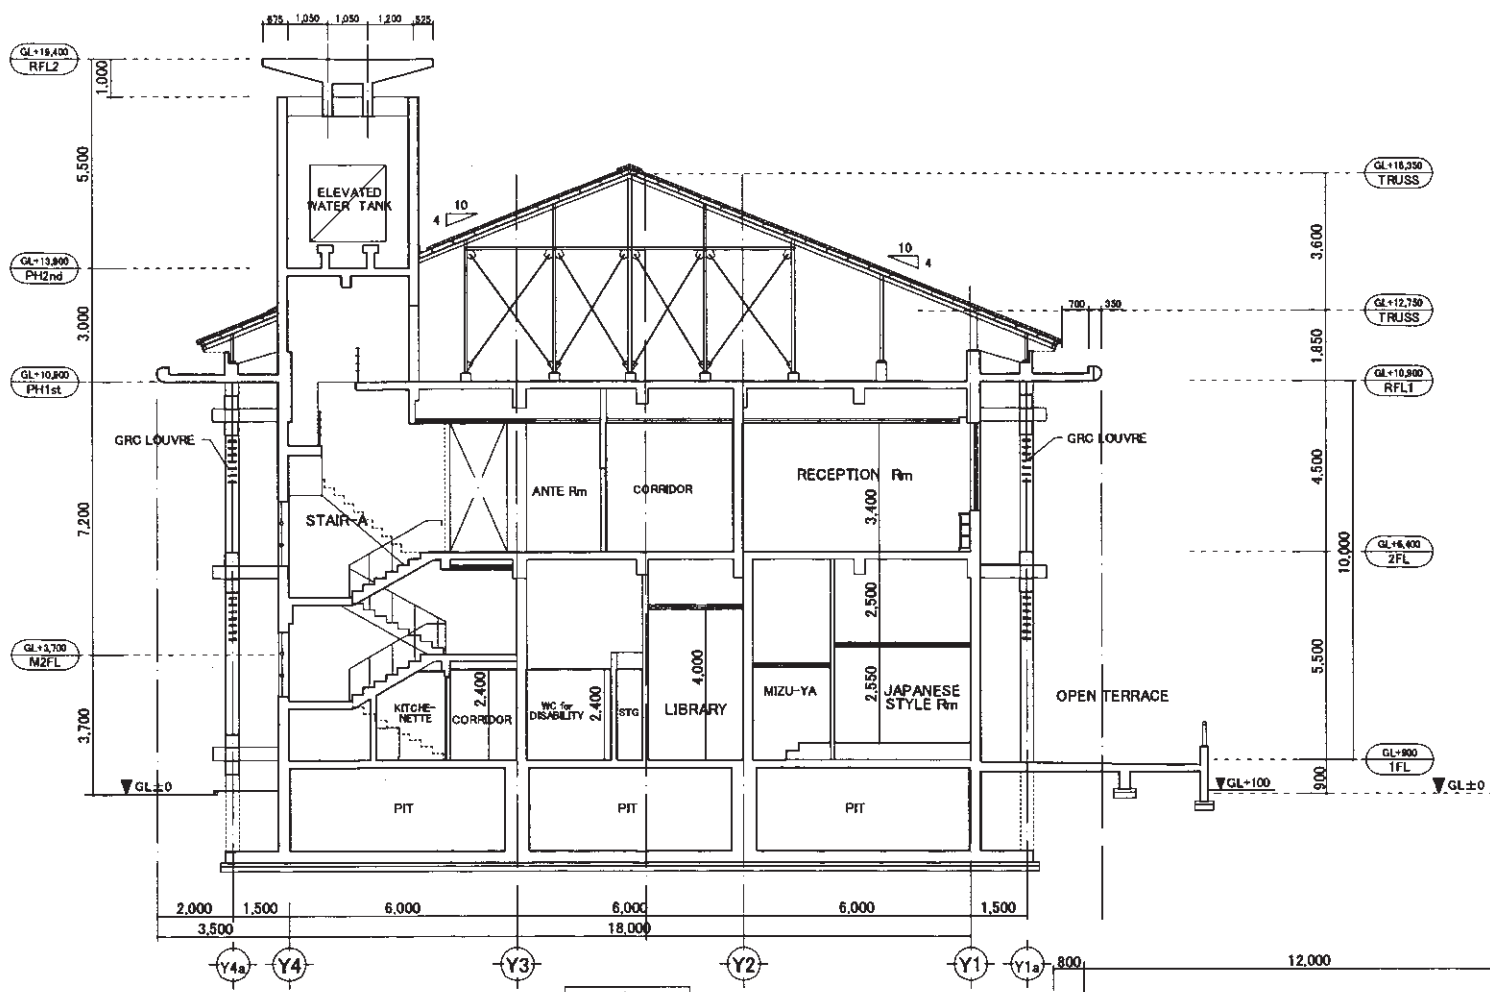 675 1,050 1,050 1,200 525
GL+19,400
RFL2
1,000
5,500
ELEVATED
WATER TANK
10
4
10
4
GL+16,350
TRUSS
3,600
GL+13,900
PH2nd
3,000
700 350
GL+12,750
TRUSS
1,850
GL+10,900
PH1st
GL+10,900
RFL1
GRC LOUVRE
GRC LOUVRE
ANTE Rm
CORRIDOR
RECEPTION Rm
3,400
4,500
STAIR-A
7,200
10,000
GL+6,400
2FL
2,500
GL+3,700
M2FL
5,500
KITCHE-
NETTE
CORRIDOR
2,400
WC for
DISABILITY
2,400
STG
LIBRARY
4,000
MIZU-YA
2,550
JAPANESE
STYLE Rm
OPEN TERRACE
3,700
GL+900
1FL
900
GL±0
GL+100
GL±0
PIT
PIT
PIT
2,000 1,500 6,000 6,000 6,000 1,500
3,500 18,000
Y4a Y4 Y3 Y2 Y1 Y1a
800 12,000